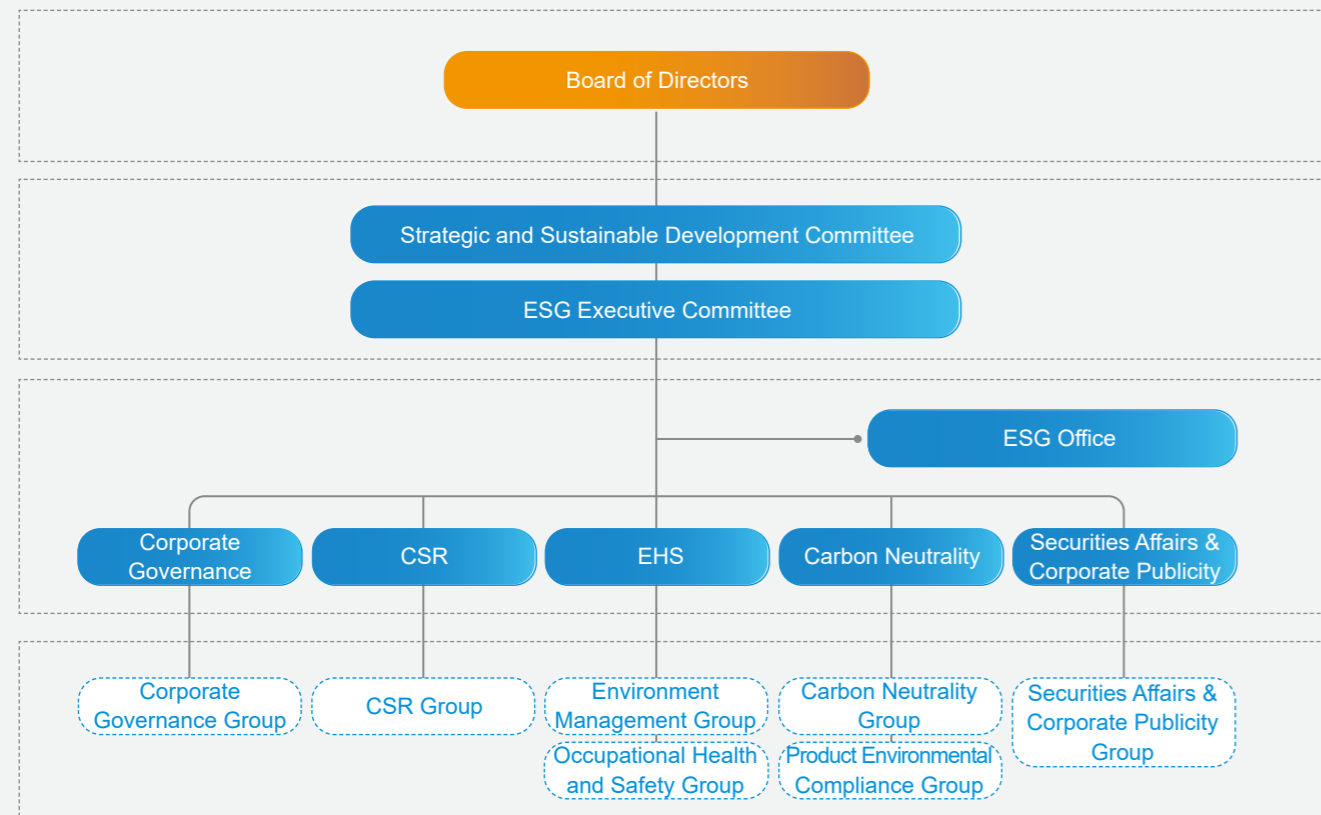 Board of Directors
Strategic and Sustainable Development Committee
ESG Executive Committee
ESG Office
Corporate
Governance
CSR
EHS
Carbon Neutrality
Securities Affairs &
Corporate Publicity
Corporate
Governance Group
CSR Group
Environment
Management Group
Occupational Health
and Safety Group
Carbon Neutrality
Group
Product Environmental
Compliance Group
Securities Affairs &
Corporate Publicity
Group